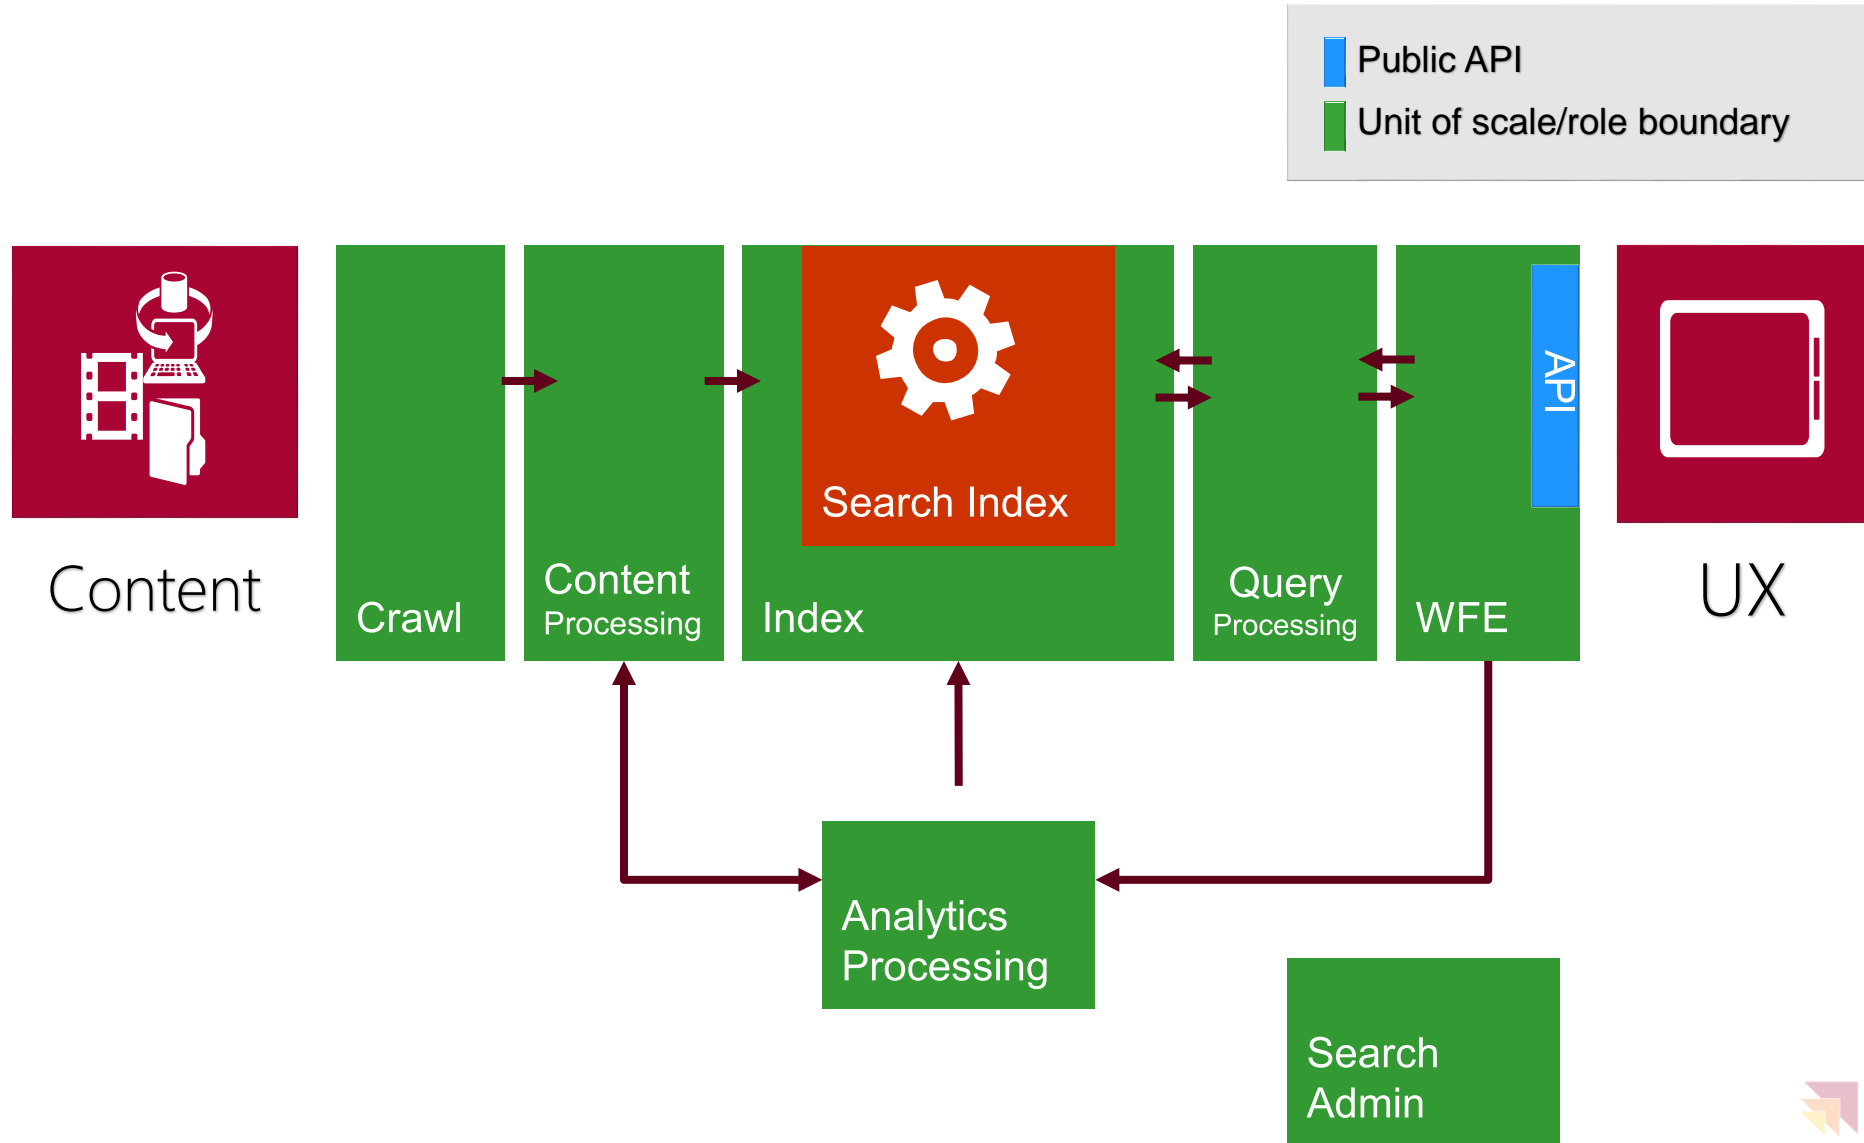 Public API
Unit of scale/role boundary
Content
Crawl
Content
Processing
Search Index
Index
Query
Processing
WFE
API
UX
Analytics
Processing
Search
Admin